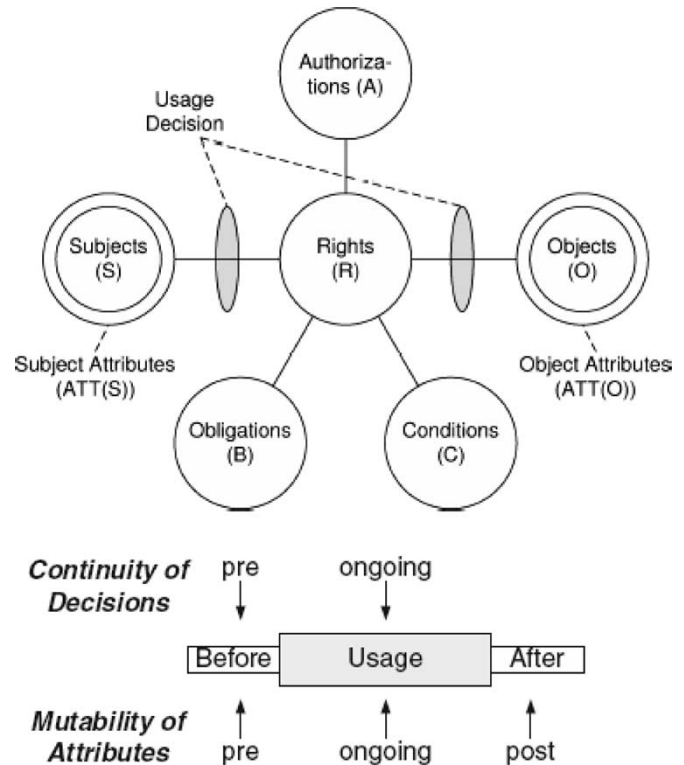 Authoriza-
tions (A)
Usage
Decision
Subjects
(S)
Rights
(R)
Objects
(O)
Subject Attributes
(ATT(S))
Object Attributes
(ATT(O))
Obligations
(B)
Conditions
(C)
Continuity of
Decisions
pre
ongoing
Before
Usage
After
Mutability of
Attributes
pre
ongoing
post